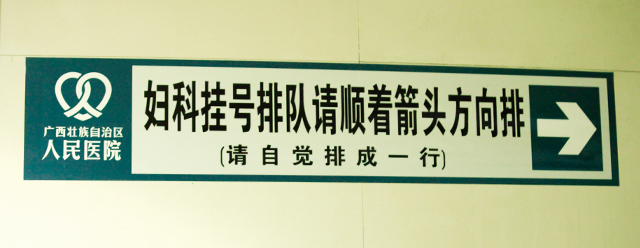 广西壮族自治区
人民医院
妇科挂号排队请顺着箭头方向排
(请自觉排成一行)